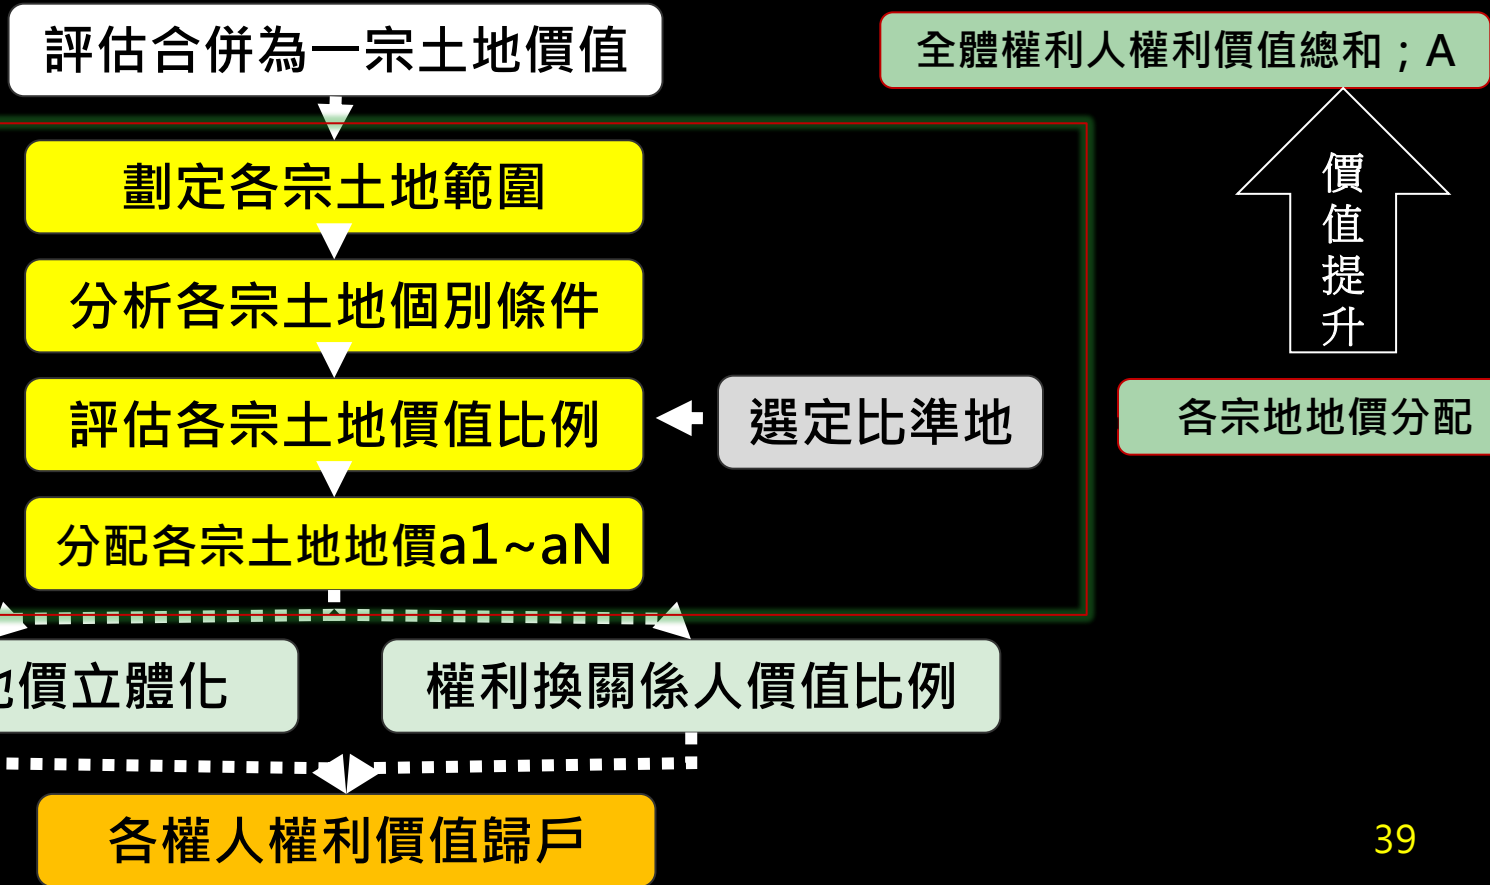 評估合併為一宗土地價值
全體權利人權利價值總和；A
劃定各宗土地範圍
價
值
提
升
分析各宗土地個別條件
評估各宗土地價值比例
選定比準地
各宗地地價分配
分配各宗土地地價a1~aN
價立體化
權利換關係人價值比例
各權人權利價值歸戶
39